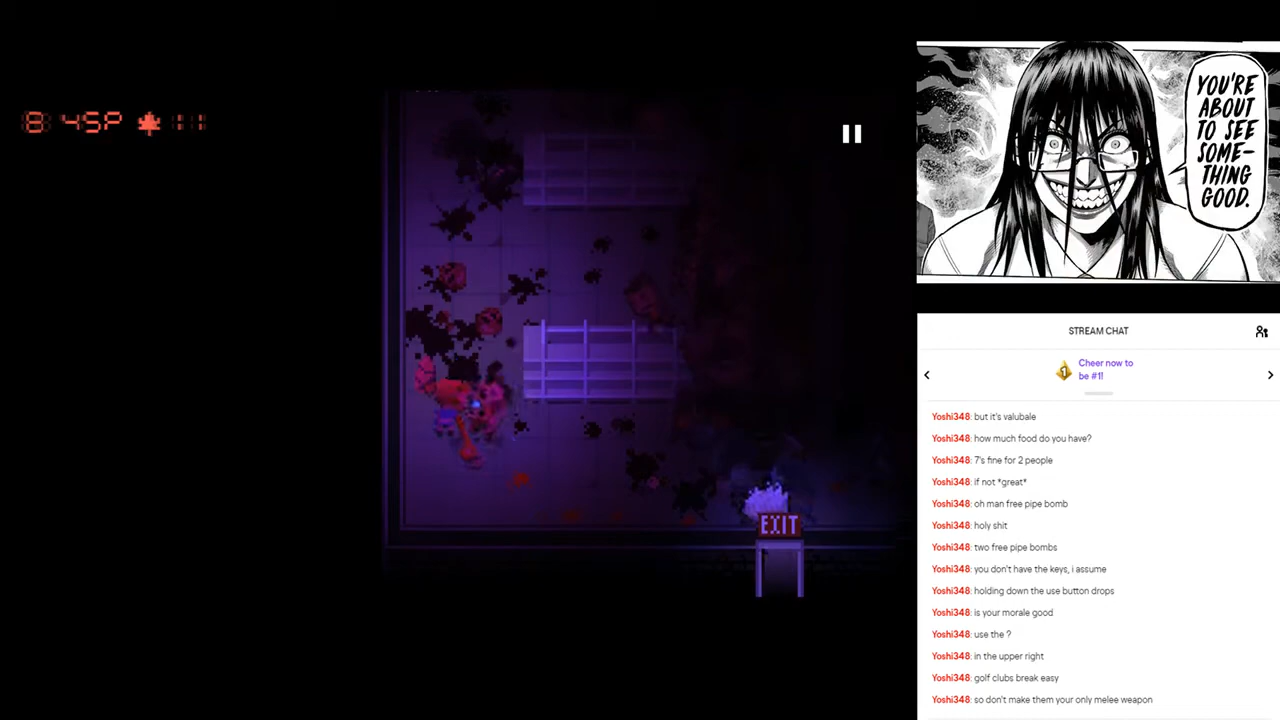 8:45P 11
YOU'RE
ABOUT
TO SEE
SOME-
THING
GOOD.
EXIT
STREAM CHAT
1
Cheer now to
be #1!
Yoshi348: but it's valubale
Yoshi348: how much food do you have?
Yoshi348: 7's fine for 2 people
Yoshi348: if not *great*
Yoshi348: oh man free pipe bomb
Yoshi348: holy shit
Yoshi348: two free pipe bombs
Yoshi348: you don't have the keys, i assume
Yoshi348: holding down the use button drops
Yoshi348: is your morale good
Yoshi348: use the ?
Yoshi348: in the upper right
Yoshi348: golf clubs break easy
Yoshi348: so don't make them your only melee weapon